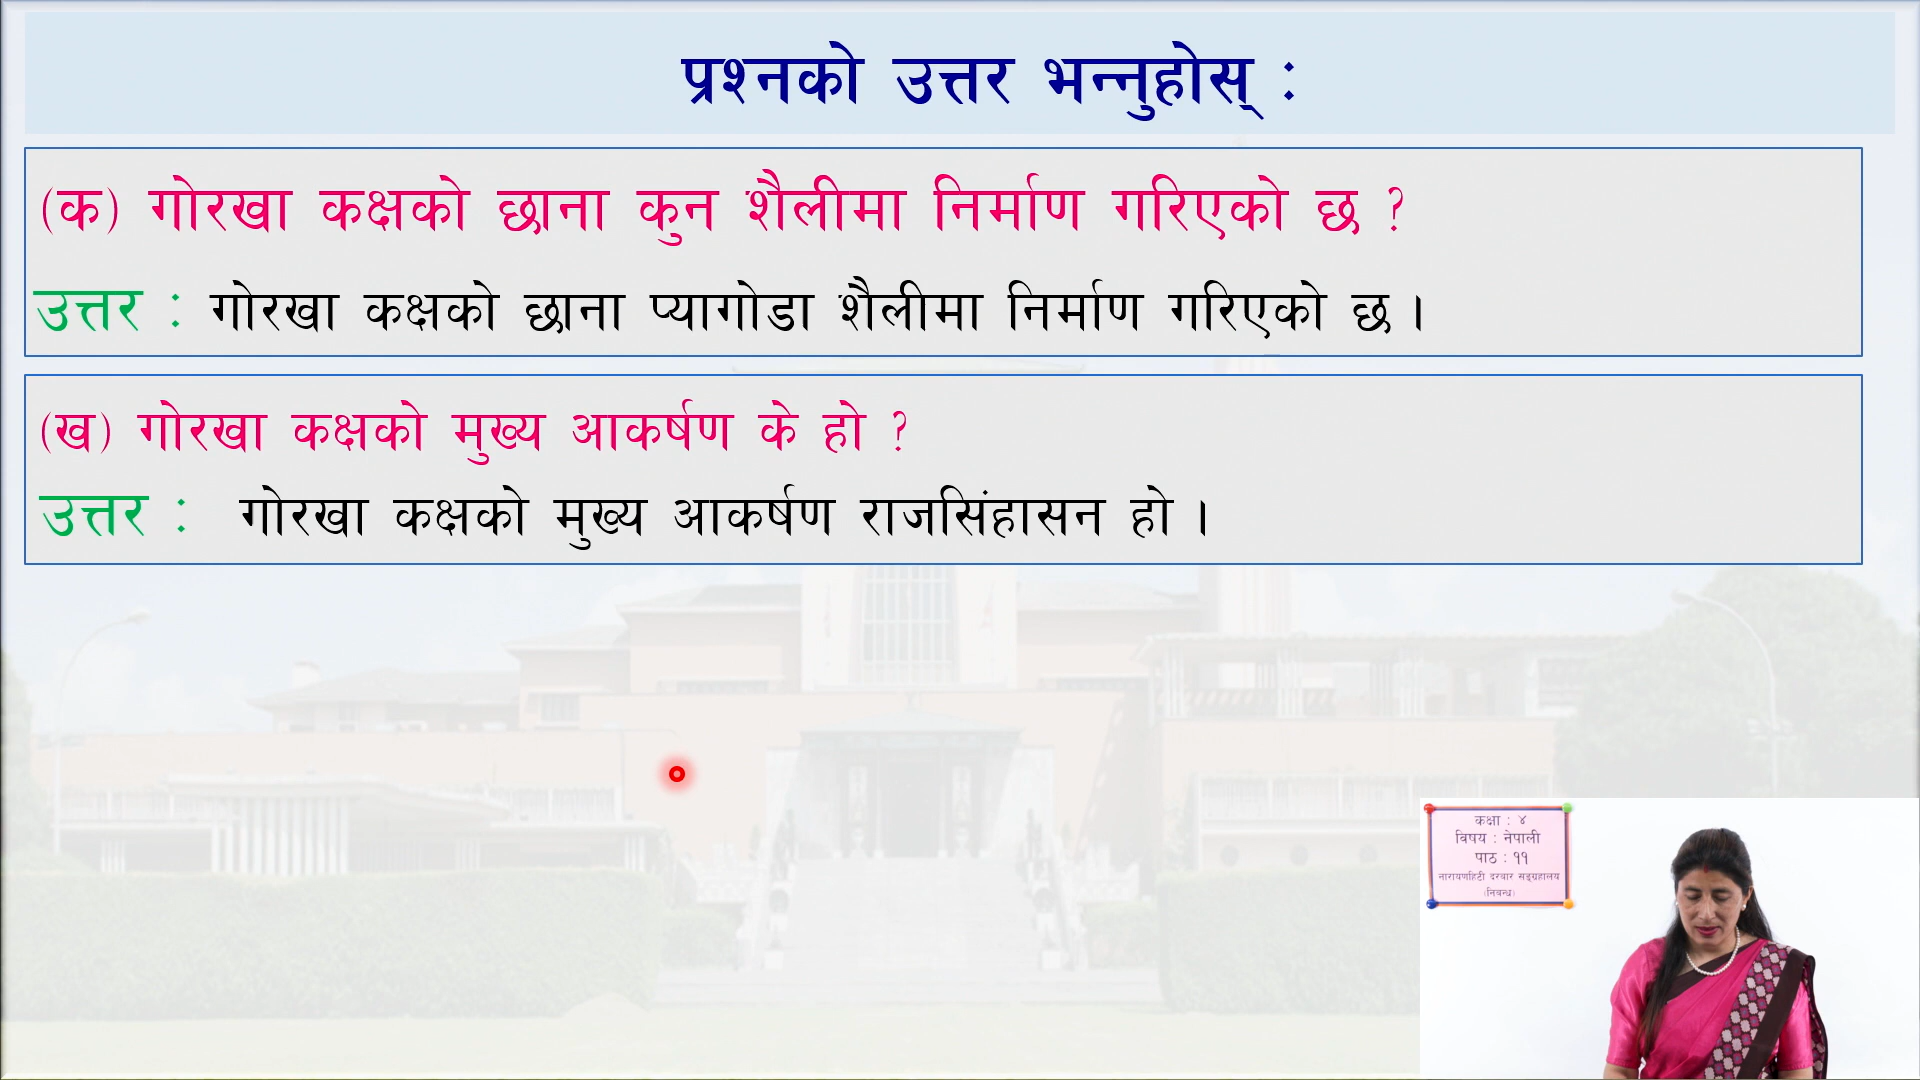 प्रश्नको उत्तर भन्नुहोस् :
(क) गोरखा कक्षको छाना कुन शैलीमा निर्माण गरिएको छ ?
उत्तर : गोरखा कक्षको छाना प्यागोडा शैलीमा निर्माण गरिएको छ ।
(ख) गोरखा कक्षको मुख्य आकर्षण के हो ?
उत्तर : गोरखा कक्षको मुख्य आकर्षण राजसिंहासन हो ।
कक्षा : ४
विषय : नेपाली
पाठ : ११
नारायणहिटी दरबार सङ्ग्रहालय
(निबन्ध)